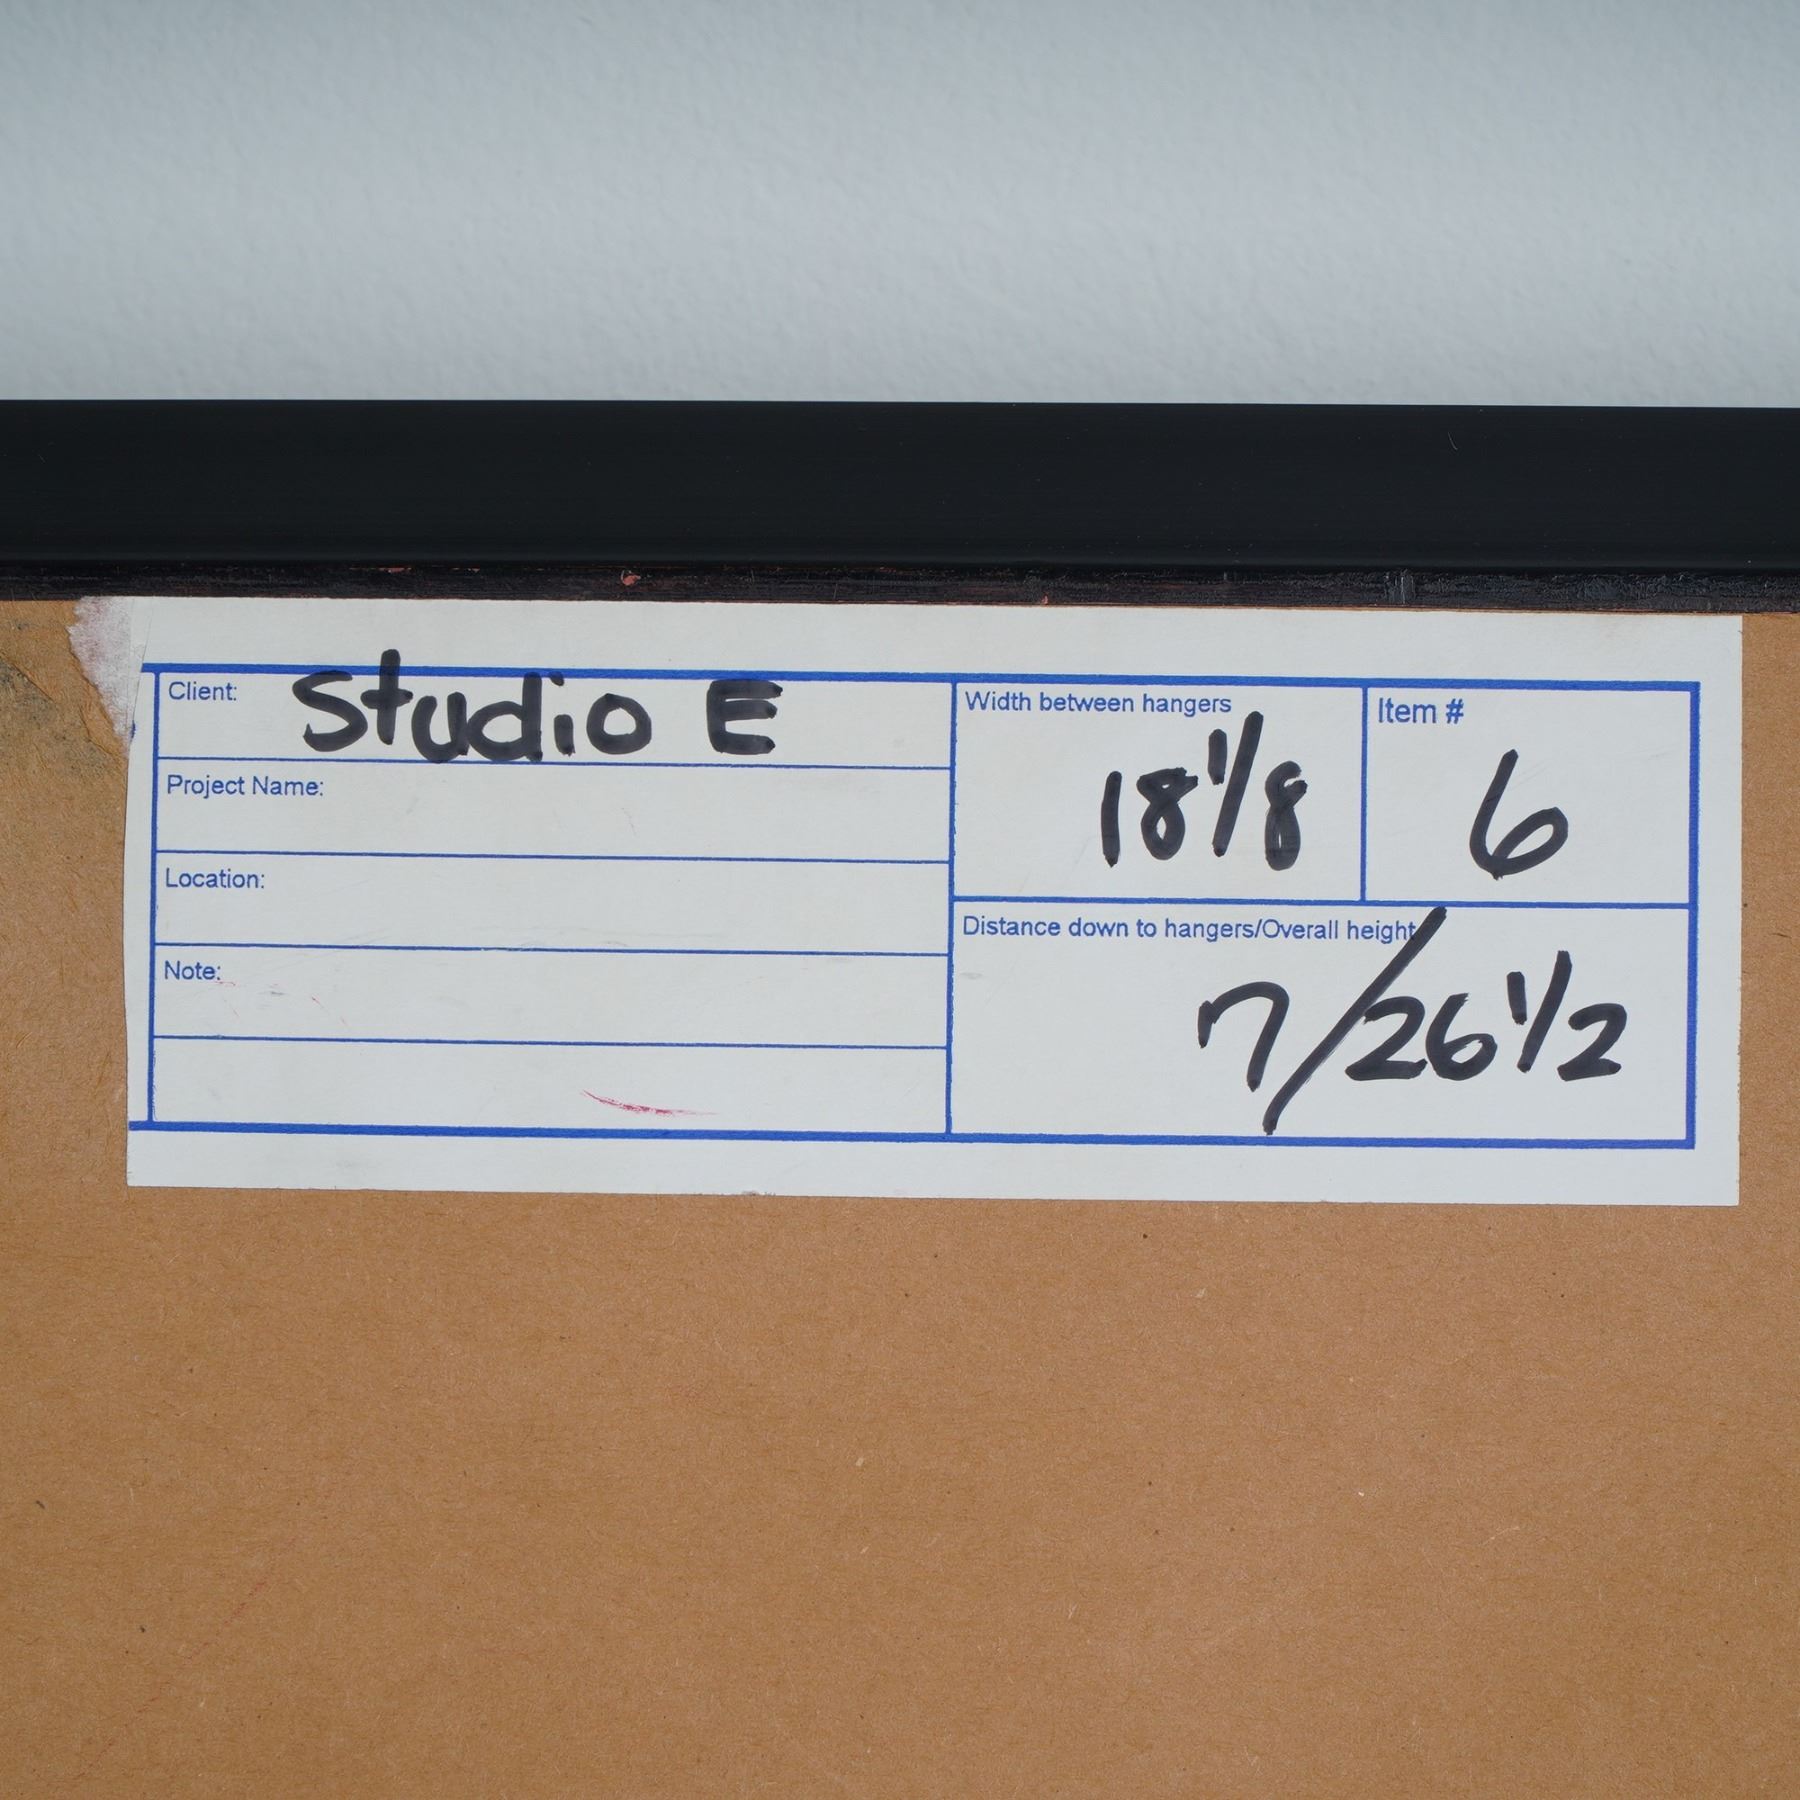 Client: Studio E
Project Name:
Location:
Note:
Width between hangers
18 1/8
Item #
6
Distance down to hangers/Overall height
7/26 1/2